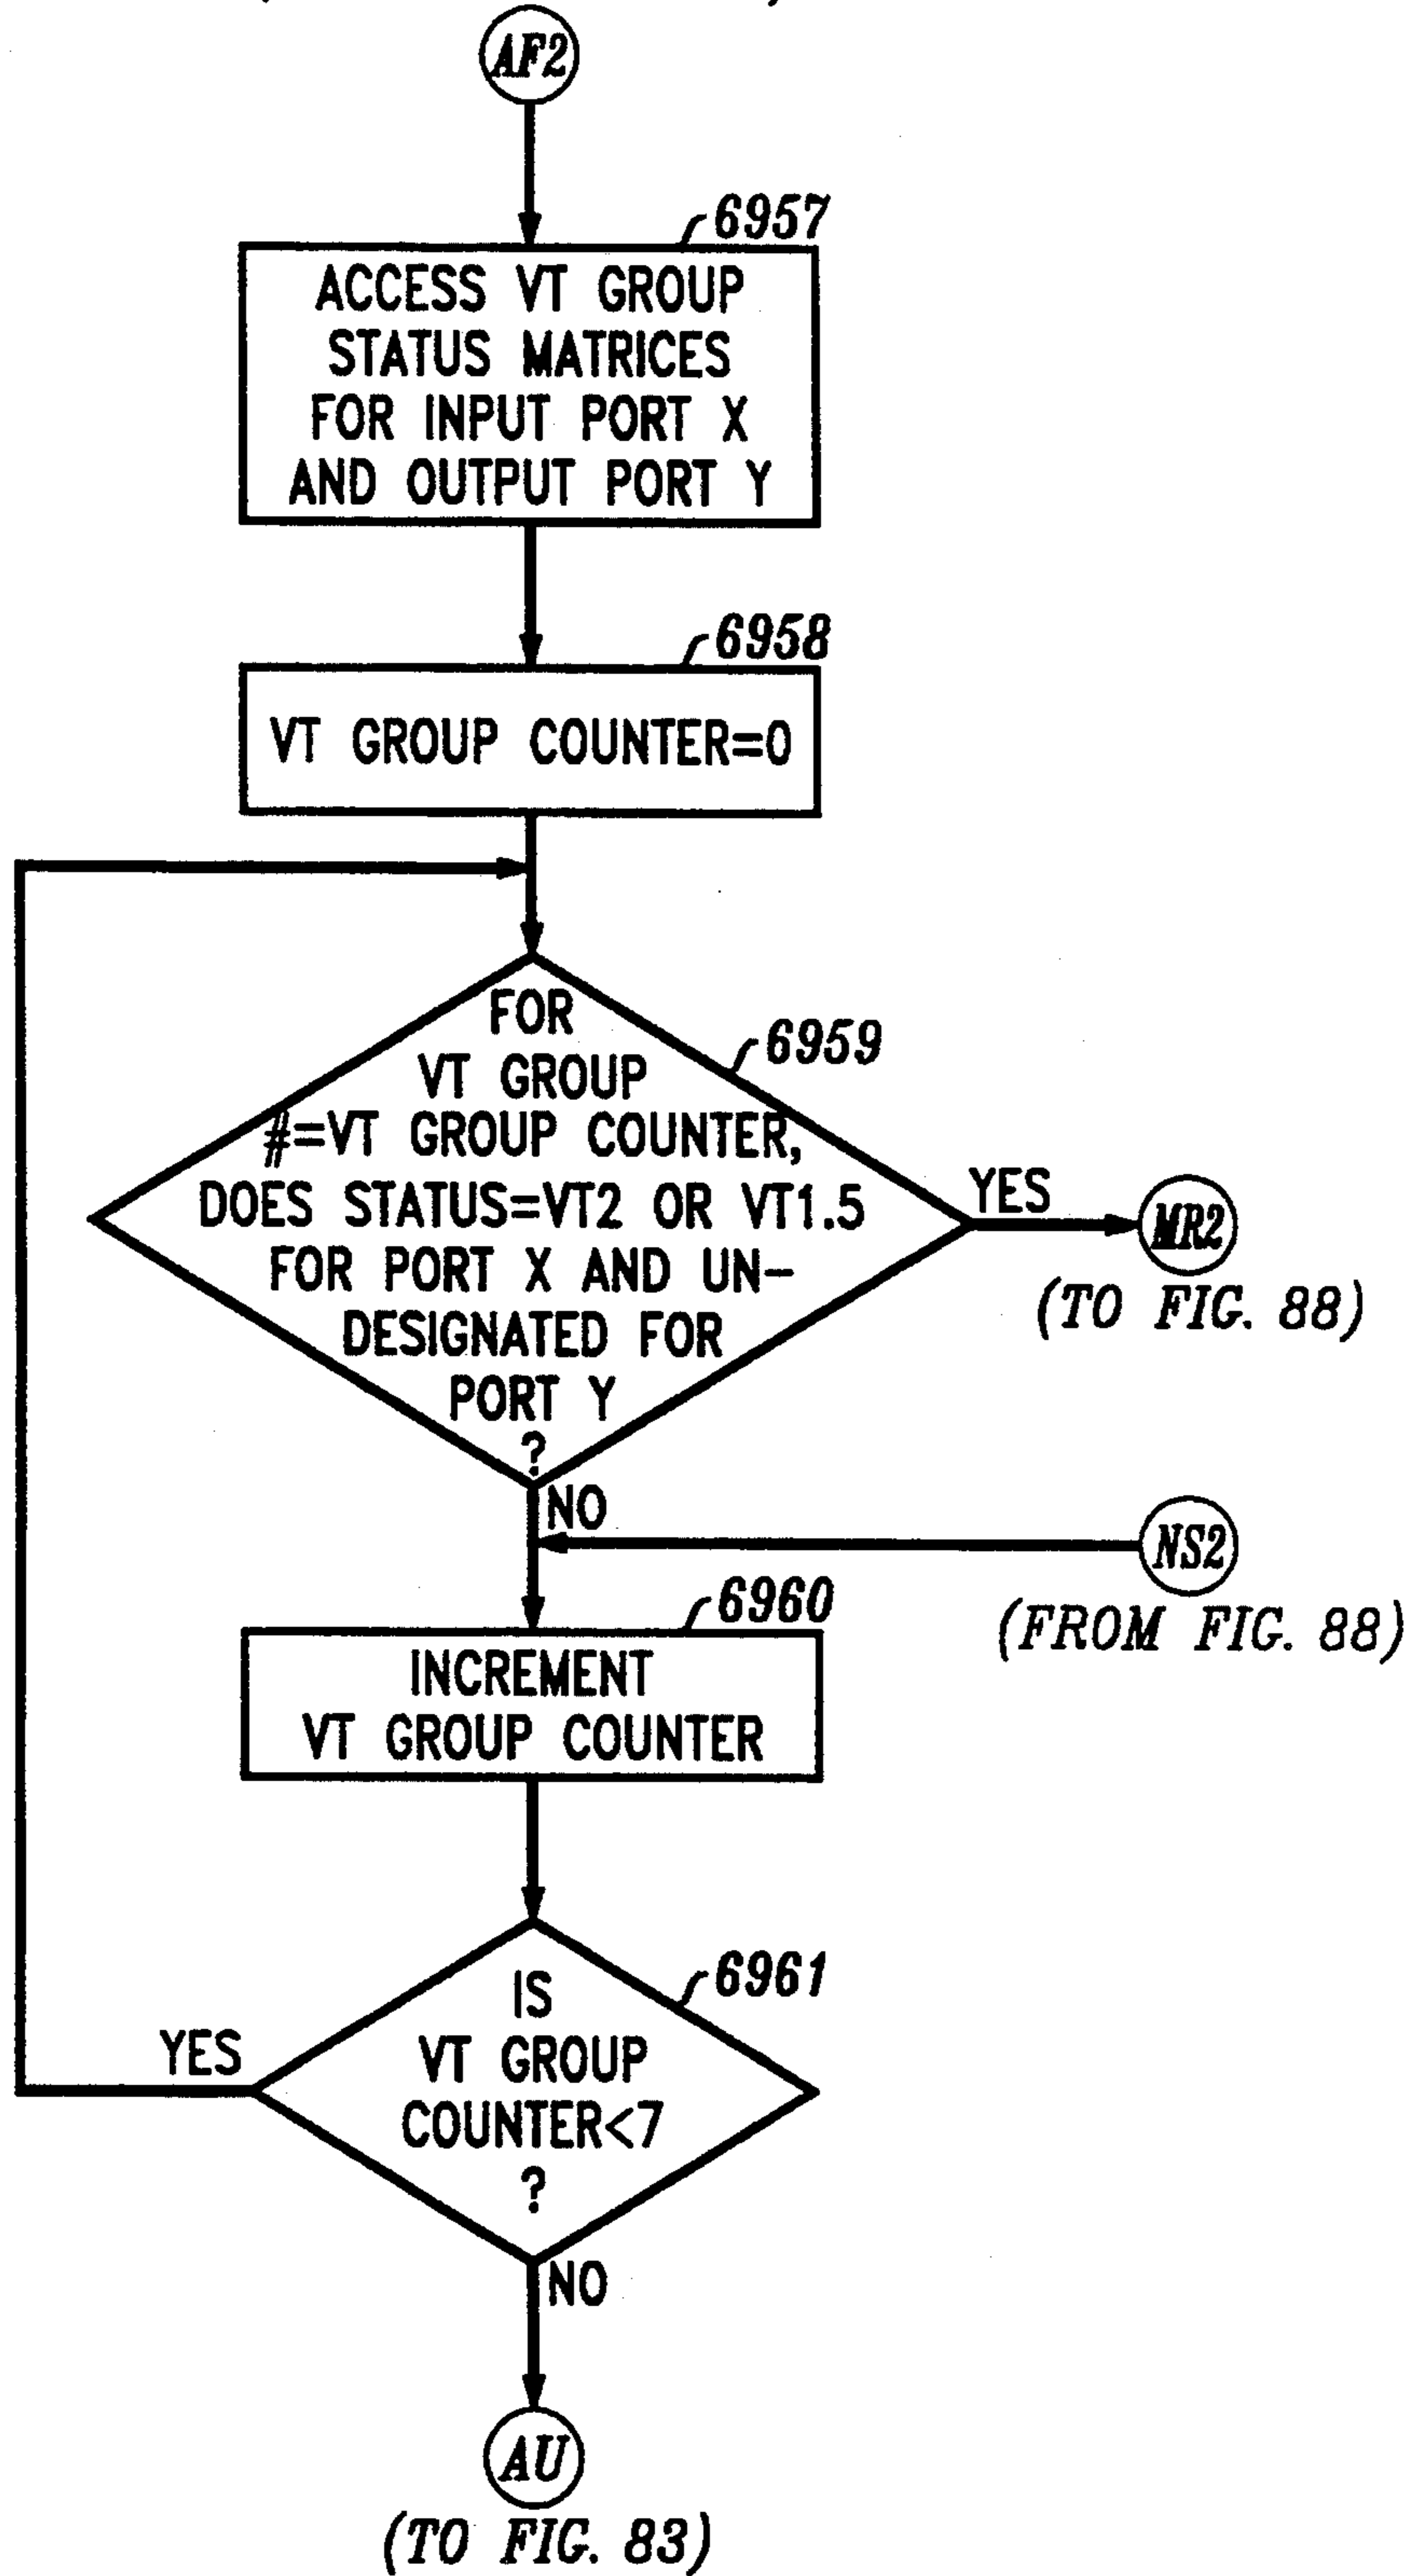 AF2
6957
ACCESS VT GROUP
STATUS MATRICES
FOR INPUT PORT X
AND OUTPUT PORT Y
6958
VT GROUP COUNTER=0
6959
FOR
VT GROUP
#=VT GROUP COUNTER,
DOES STATUS=VT2 OR VT1.5
FOR PORT X AND UN-
DESIGNATED FOR
PORT Y
?
YES
MR2
(TO FIG. 88)
NO
NS2
(FROM FIG. 88)
6960
INCREMENT
VT GROUP COUNTER
6961
IS
VT GROUP
COUNTER<7
?
YES
NO
AU
(TO FIG. 83)